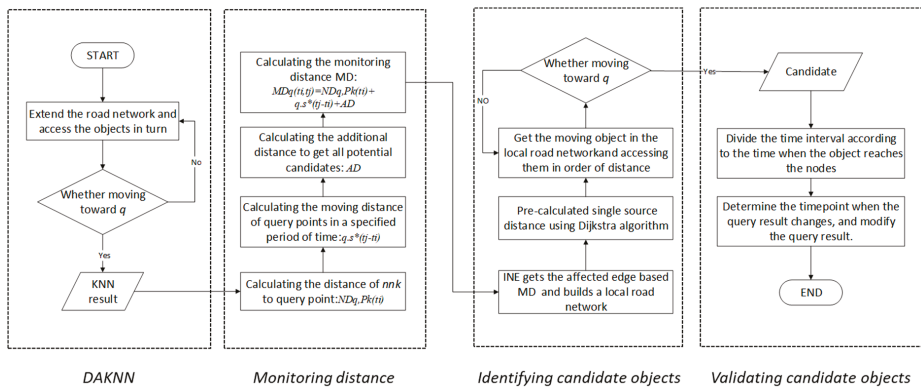 START
Extend the road network and
access the objects in turn
No
Whether moving
toward q
Yes
KNN
result
DAKNN
Calculating the monitoring
distance MD:
MDq(ti,tj)=NDq,Pk(ti)+
q.s*(tj-ti)+AD
Calculating the additional
distance to get all potential
candidates: AD
Calculating the moving distance
of query points in a specified
period of time:q.s*(tj-ti)
Calculating the distance of nnk
to query point:NDq,Pk(ti)
Monitoring distance
Whether moving
toward q
NO
Yes
Get the moving object in the
local road networkand accessing
them in order of distance
Pre-calculated single source
distance using Dijkstra algorithm
INE gets the affected edge based
MD and builds a local road
network
Identifying candidate objects
Candidate
Divide the time interval according
to the time when the object reaches
the nodes
Determine the timepoint when the
query result changes, and modify
the query result.
END
Validating candidate objects